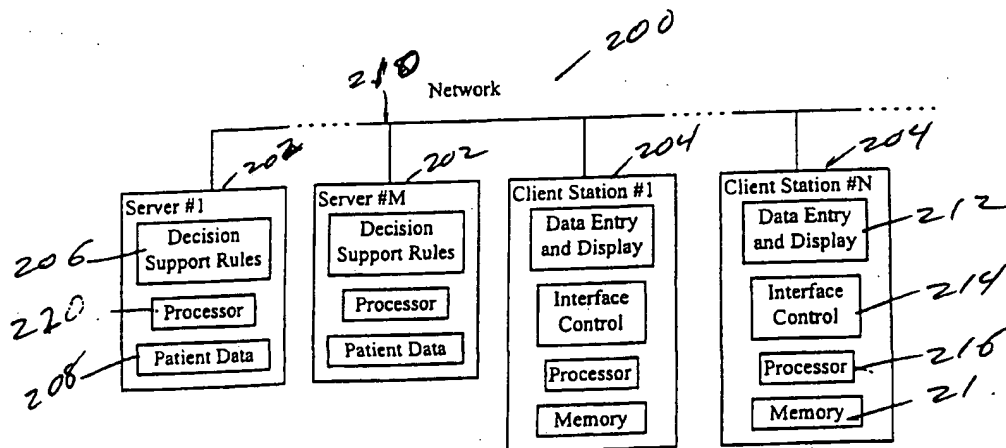 200
210
Network
202
202
204
204
Server #1
Server #M
Client Station #1
Client Station #N
Decision
Support Rules
Decision
Support Rules
Data Entry
and Display
Data Entry
and Display
212
206
220
Processor
Processor
Interface
Control
Interface
Control
214
208
Patient Data
Patient Data
Processor
Processor
216
Memory
Memory
21